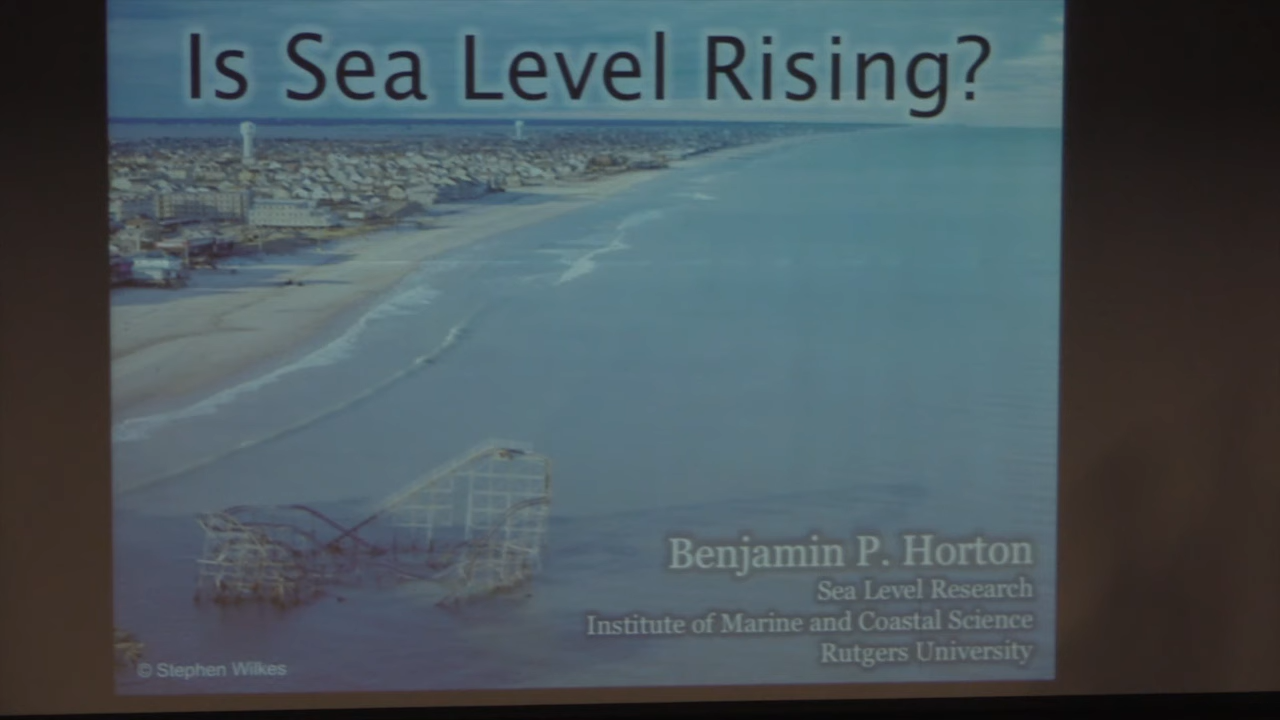 Is Sea Level Rising?
Benjamin P. Horton
Sea Level Research
Institute of Marine and Coastal Science
Rutgers University
© Stephen Wilkes